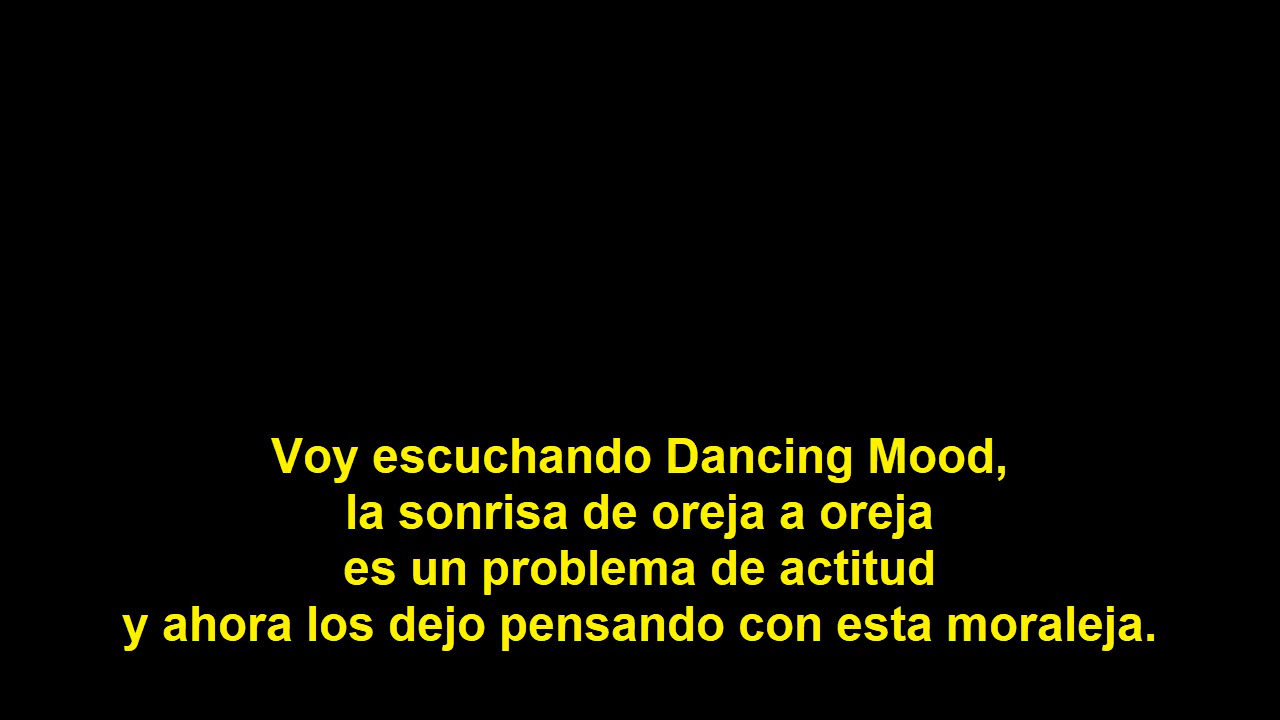 Voy escuchando Dancing Mood,
la sonrisa de oreja a oreja
es un problema de actitud
y ahora los dejo pensando con esta moraleja.